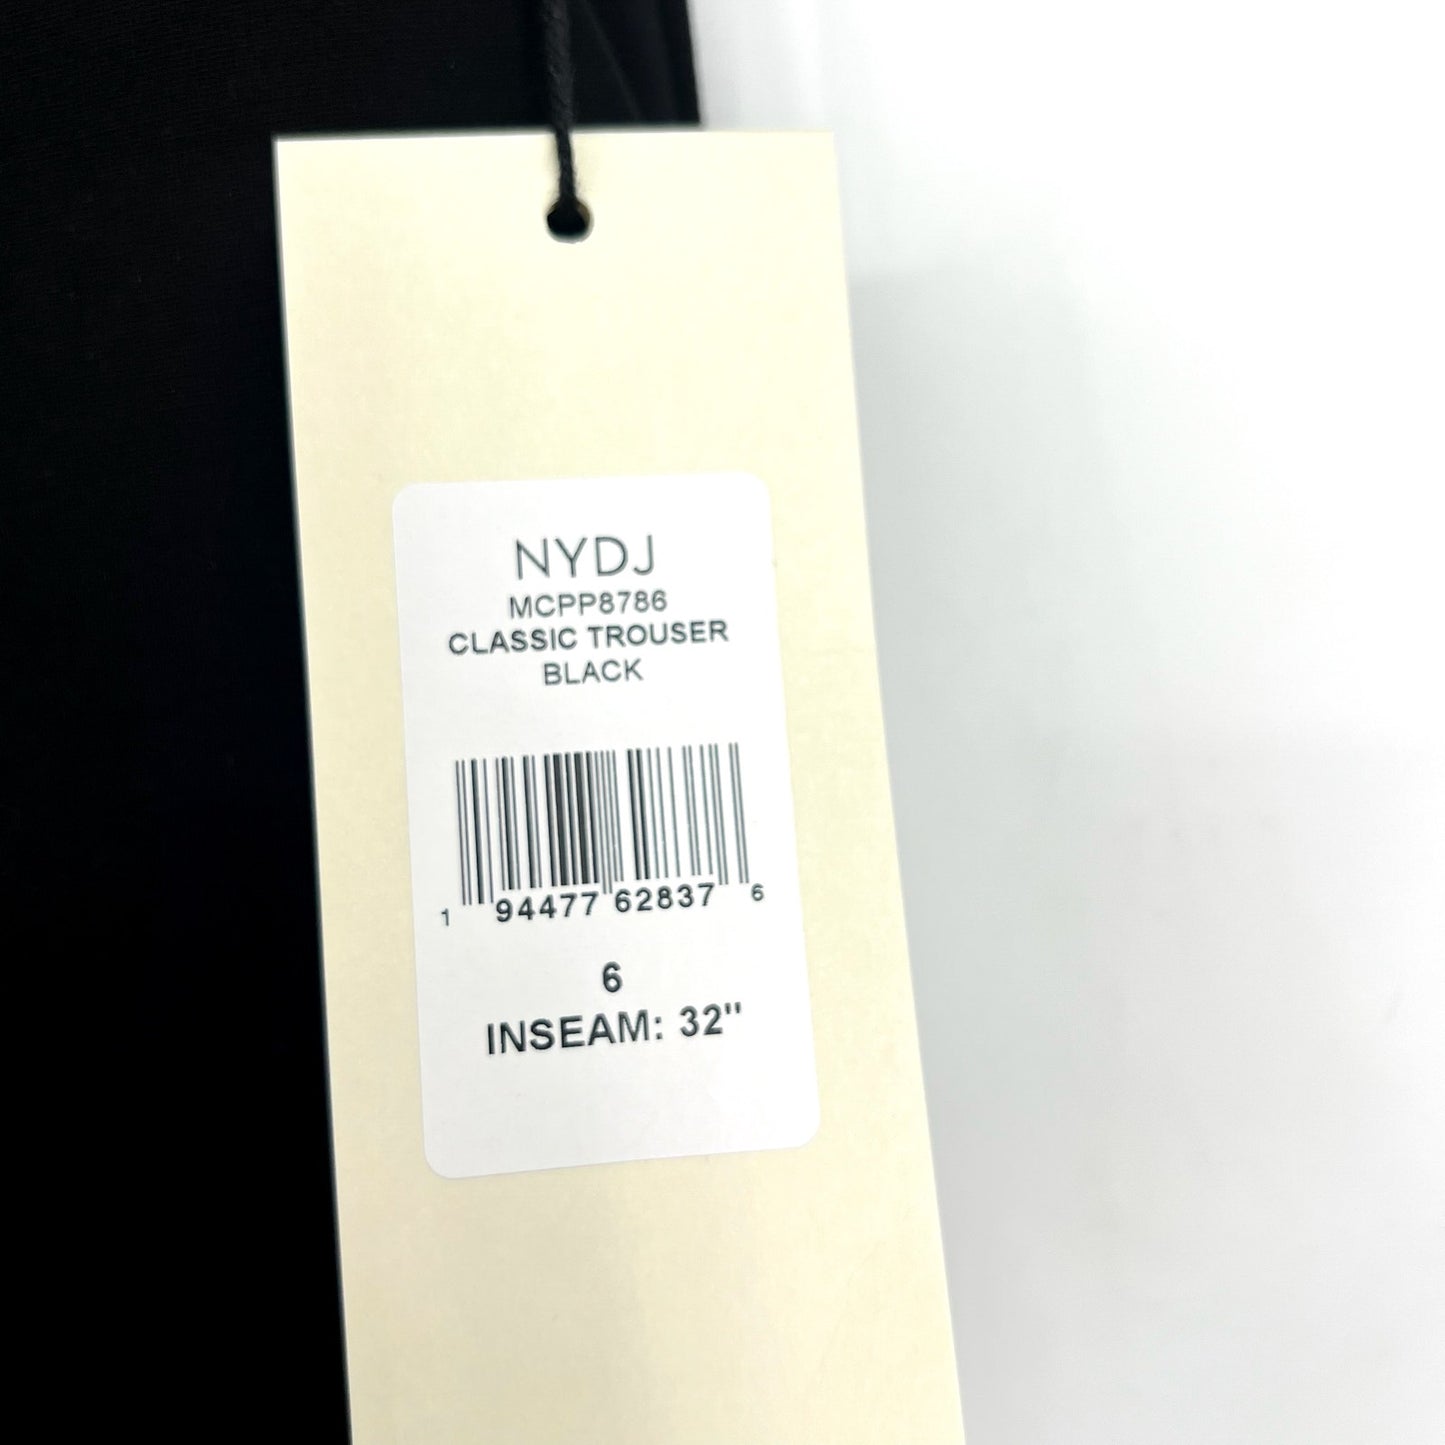 NYDJ
MCPP8786
CLASSIC TROUSER
BLACK
1 94477 62837 6
6
INSEAM: 32"